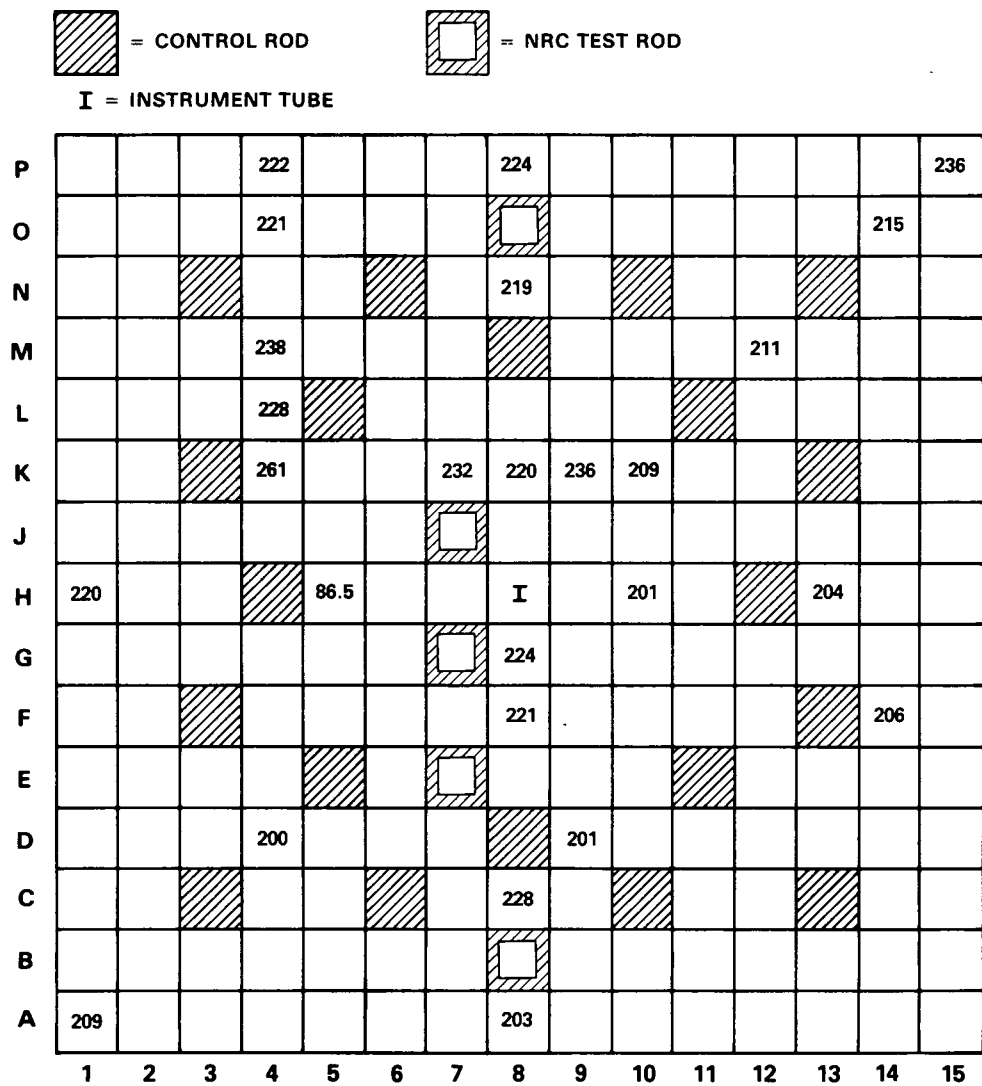 = CONTROL ROD = NRC TEST ROD
I = INSTRUMENT TUBE
P 222 224 236
O 221 215
N 219
M 238 211
L 228
K 261 232 220 236 209
J
H 220 86.5 I 201 204
G 224
F 221 206
E
D 200 201
C 228
B
A 209 203
1 2 3 4 5 6 7 8 9 10 11 12 13 14 15